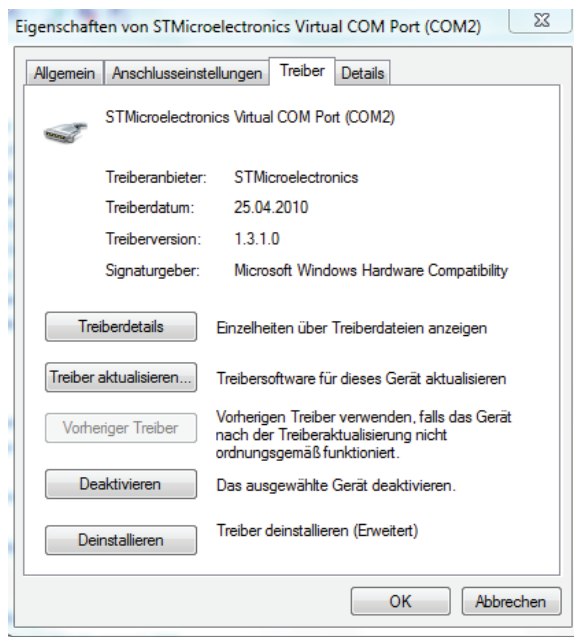 Eigenschaften von STMicroelectronics Virtual COM Port (COM2)
Allgemein Anschlusseinstellungen Treiber Details
STMicroelectronics Virtual COM Port (COM2)
Treiberanbieter: STMicroelectronics
Treiberdatum: 25.04.2010
Treiberversion: 1.3.1.0
Signaturgeber: Microsoft Windows Hardware Compatibility
Treiberdetails Einzelheiten über Treiberdateien anzeigen
Treiber aktualisieren... Treibersoftware für dieses Gerät aktualisieren
Vorheriger Treiber Vorherigen Treiber verwenden, falls das Gerät
nach der Treiberaktualisierung nicht
ordnungsgemäß funktioniert.
Deaktivieren Das ausgewählte Gerät deaktivieren.
Deinstallieren Treiber deinstallieren (Erweitert)
OK Abbrechen